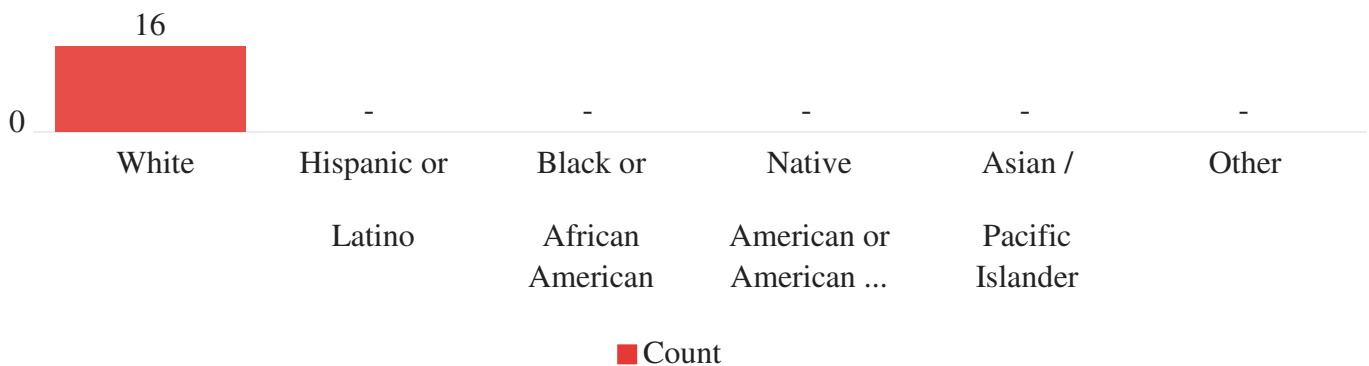 16
0 - - - - -
White Hispanic or Black or Native Asian / Other
Latino African American or Pacific
American American ... Islander
Count